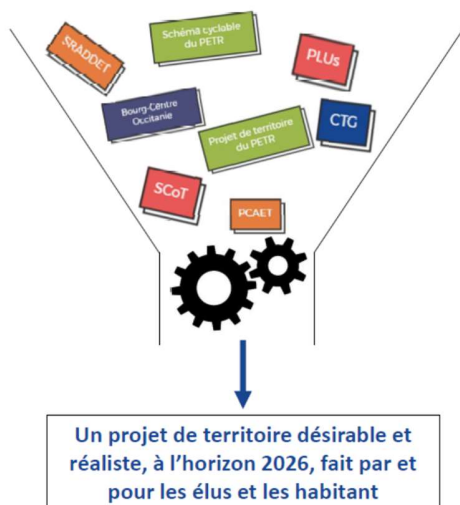 SRADDET
Schéma cyclable
du PETR
PLUs
Bourg-Centre
Occitanie
CTG
Projet de territoire
du PETR
SCoT
PCAET
Un projet de territoire désirable et
réaliste, à l’horizon 2026, fait par et
pour les élus et les habitant